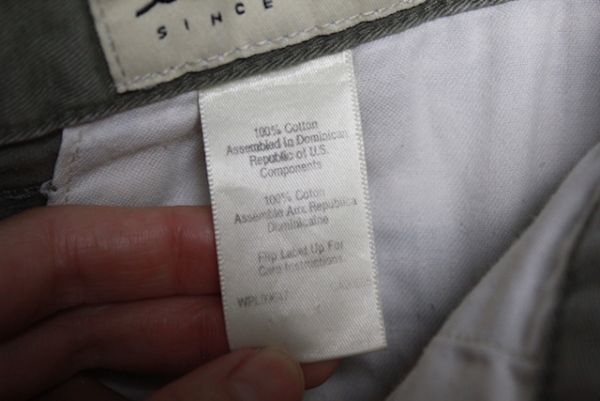 SINCE
100% Cotton
Assembled In Dominican
Republic of U.S.
Components
100% Coton
Assemble Am. Republica
Dominicaine
Flip Label Up For
Care Instructions